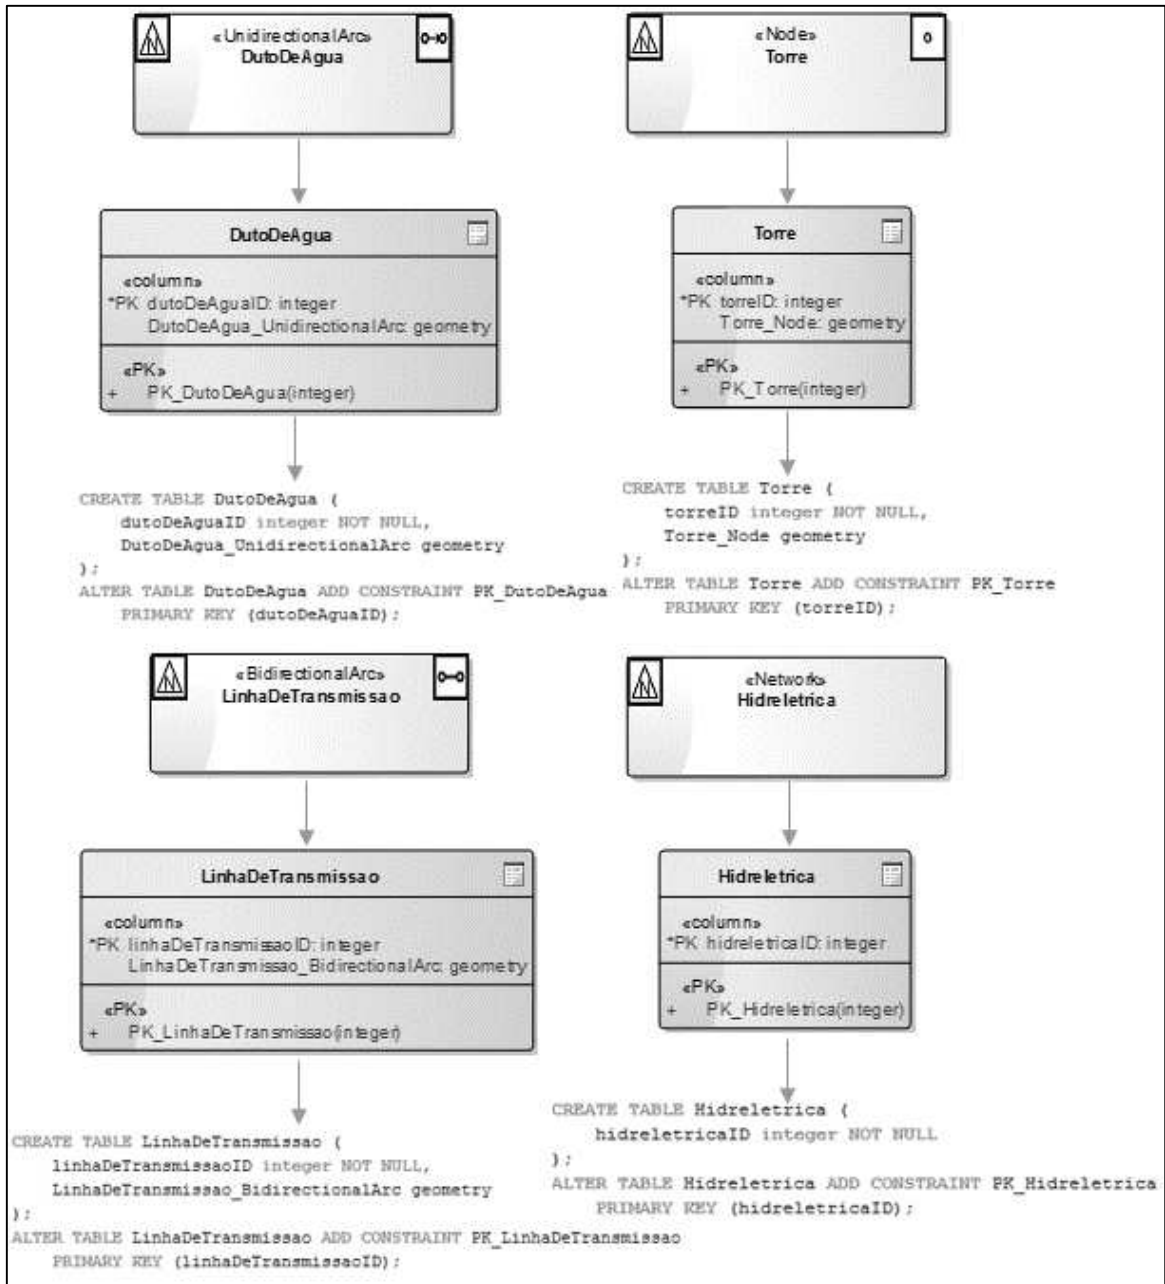 «UnidirectionalArc»
DutoDeAgua
DutoDeAgua
«column»
*PK dutoDeAguaID: integer
DutoDeAgua_UnidirectionalArc: geometry
«PK»
+ PK_DutoDeAgua(integer)
CREATE TABLE DutoDeAgua (
dutoDeAguaID integer NOT NULL,
DutoDeAgua_UnidirectionalArc geometry
);
ALTER TABLE DutoDeAgua ADD CONSTRAINT PK_DutoDeAgua
PRIMARY KEY (dutoDeAguaID);
«Node»
Torre
Torre
«column»
*PK torreID: integer
Torre_Node: geometry
«PK»
+ PK_Torre(integer)
CREATE TABLE Torre (
torreID integer NOT NULL,
Torre_Node geometry
);
ALTER TABLE Torre ADD CONSTRAINT PK_Torre
PRIMARY KEY (torreID);
«BidirectionalArc»
LinhaDeTransmissao
LinhaDeTransmissao
«column»
*PK linhaDeTransmissaoID: integer
LinhaDeTransmissao_BidirectionalArc: geometry
«PK»
+ PK_LinhaDeTransmissao(integer)
CREATE TABLE LinhaDeTransmissao (
linhaDeTransmissaoID integer NOT NULL,
LinhaDeTransmissao_BidirectionalArc geometry
);
ALTER TABLE LinhaDeTransmissao ADD CONSTRAINT PK_LinhaDeTransmissao
PRIMARY KEY (linhaDeTransmissaoID);
«Network»
Hidreletrica
Hidreletrica
«column»
*PK hidreletricaID: integer
«PK»
+ PK_Hidreletrica(integer)
CREATE TABLE Hidreletrica (
hidreletricaID integer NOT NULL
);
ALTER TABLE Hidreletrica ADD CONSTRAINT PK_Hidreletrica
PRIMARY KEY (hidreletricaID);